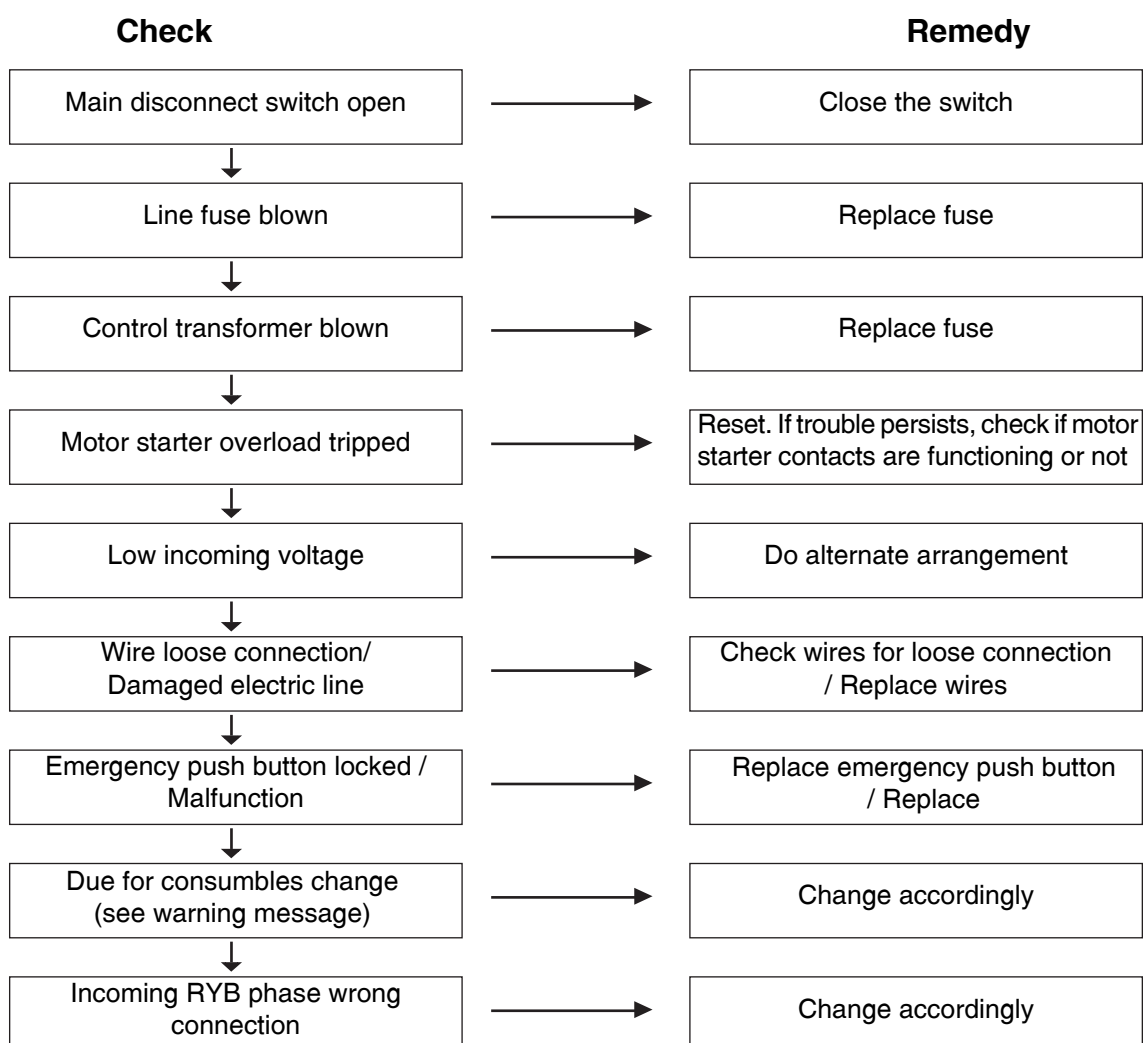 Check
Remedy
Main disconnect switch open
Close the switch
Line fuse blown
Replace fuse
Control transformer blown
Replace fuse
Motor starter overload tripped
Reset. If trouble persists, check if motor
starter contacts are functioning or not
Low incoming voltage
Do alternate arrangement
Wire loose connection/
Damaged electric line
Check wires for loose connection
/ Replace wires
Emergency push button locked /
Malfunction
Replace emergency push button
/ Replace
Due for consumbles change
(see warning message)
Change accordingly
Incoming RYB phase wrong
connection
Change accordingly